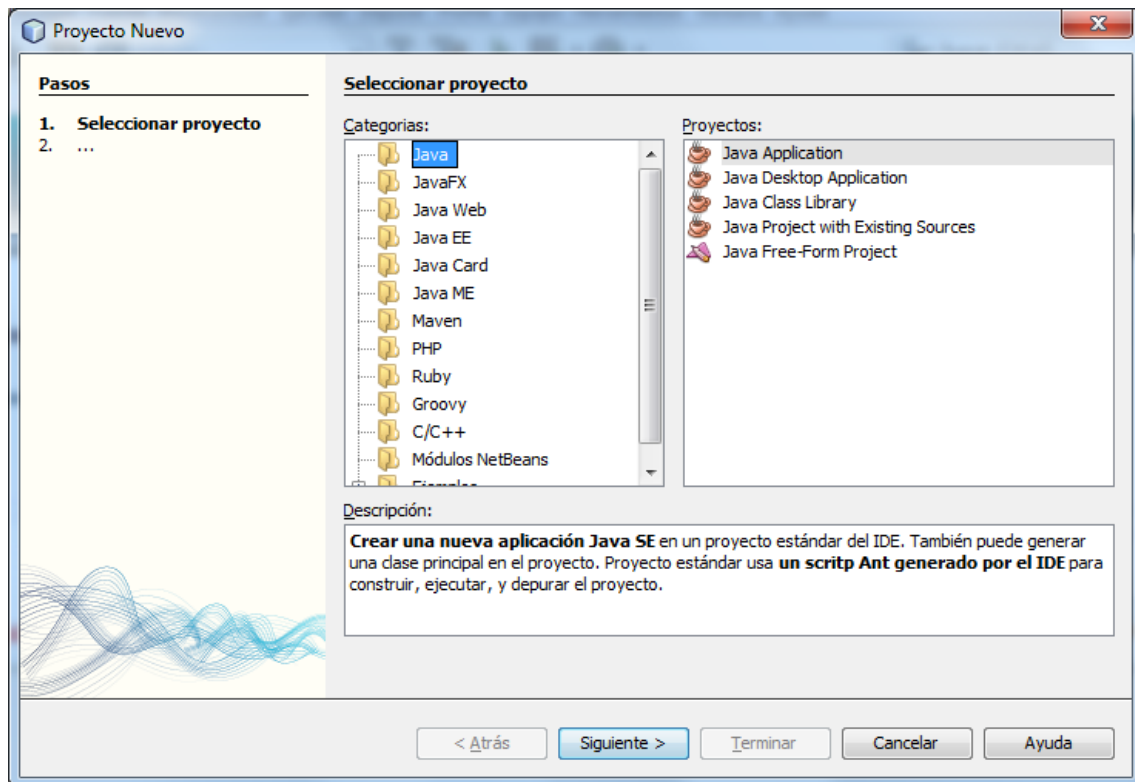 Proyecto Nuevo
Pasos
1. Seleccionar proyecto
2. ...
Seleccionar proyecto
Categorias:
Java
JavaFX
Java Web
Java EE
Java Card
Java ME
Maven
PHP
Ruby
Groovy
C/C++
Módulos NetBeans
Proyectos:
Java Application
Java Desktop Application
Java Class Library
Java Project with Existing Sources
Java Free-Form Project
Descripción:
Crear una nueva aplicación Java SE en un proyecto estándar del IDE. También puede generar
una clase principal en el proyecto. Proyecto estándar usa un scritp Ant generado por el IDE para
construir, ejecutar, y depurar el proyecto.
< Atrás
Siguiente >
Terminar
Cancelar
Ayuda